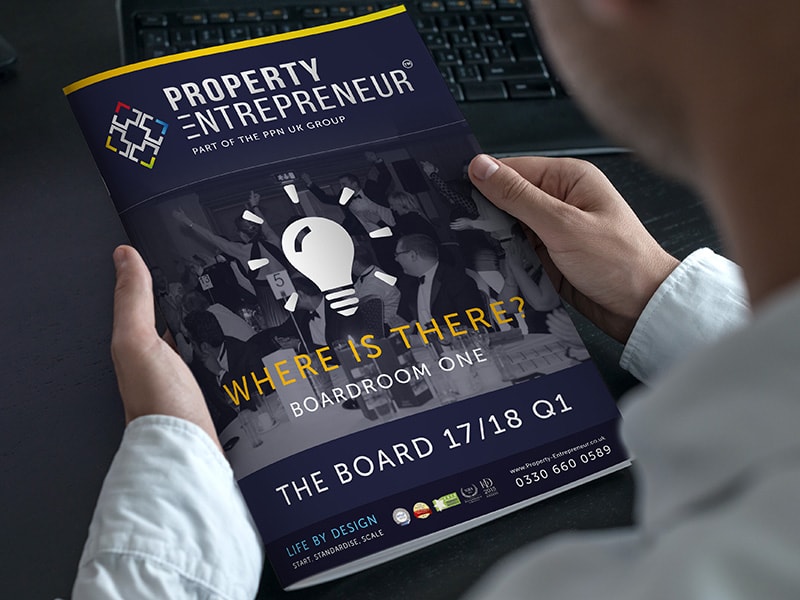 PROPERTY
ENTREPRENEUR
PART OF THE PPN UK GROUP
5
WHERE IS THERE?
BOARDROOM ONE
THE BOARD 17/18 Q1
www.Property-Entrepreneur.co.uk
0330 660 0589
LIFE BY DESIGN
START, STANDARDISE, SCALE